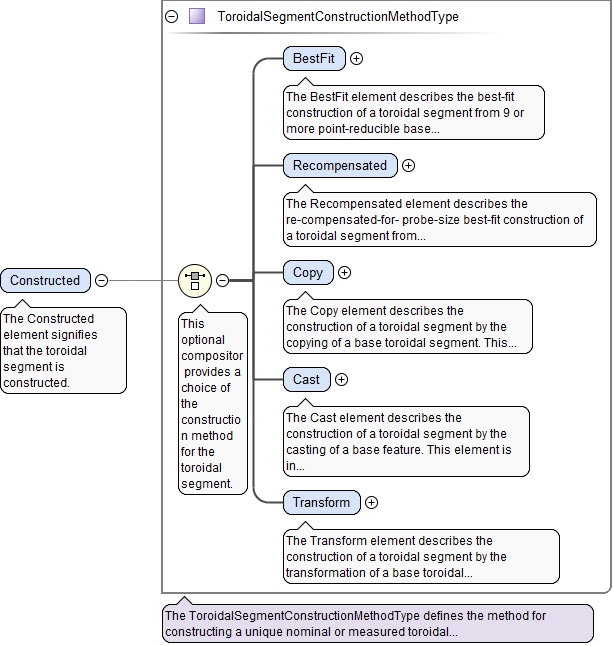 ToroidalSegmentConstructionMethodType
BestFit
The BestFit element describes the best-fit
construction of a toroidal segment from 9 or
more point-reducible base...
Recompensated
The Recompensated element describes the
re-compensated-for- probe-size best-fit construction of
a toroidal segment from...
Constructed
The Constructed
element signifies
that the toroidal
segment is
constructed.
This
optional
compositor
provides a
choice of
the
constructio
n method
for the
toroidal
segment.
Copy
The Copy element describes the
construction of a toroidal segment by the
copying of a base toroidal segment. This...
Cast
The Cast element describes the
construction of a toroidal segment by the
casting of a base feature. This element is
in...
Transform
The Transform element describes the
construction of a toroidal segment by the
transformation of a base toroidal...
The ToroidalSegmentConstructionMethodType defines the method for
constructing a unique nominal or measured toroidal...